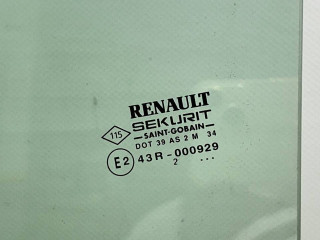 RENAULT
SEKURIT
SAINT-GOBAIN
DOT 39 AS 2 M 34
115
E2 43R-000929
2 ...